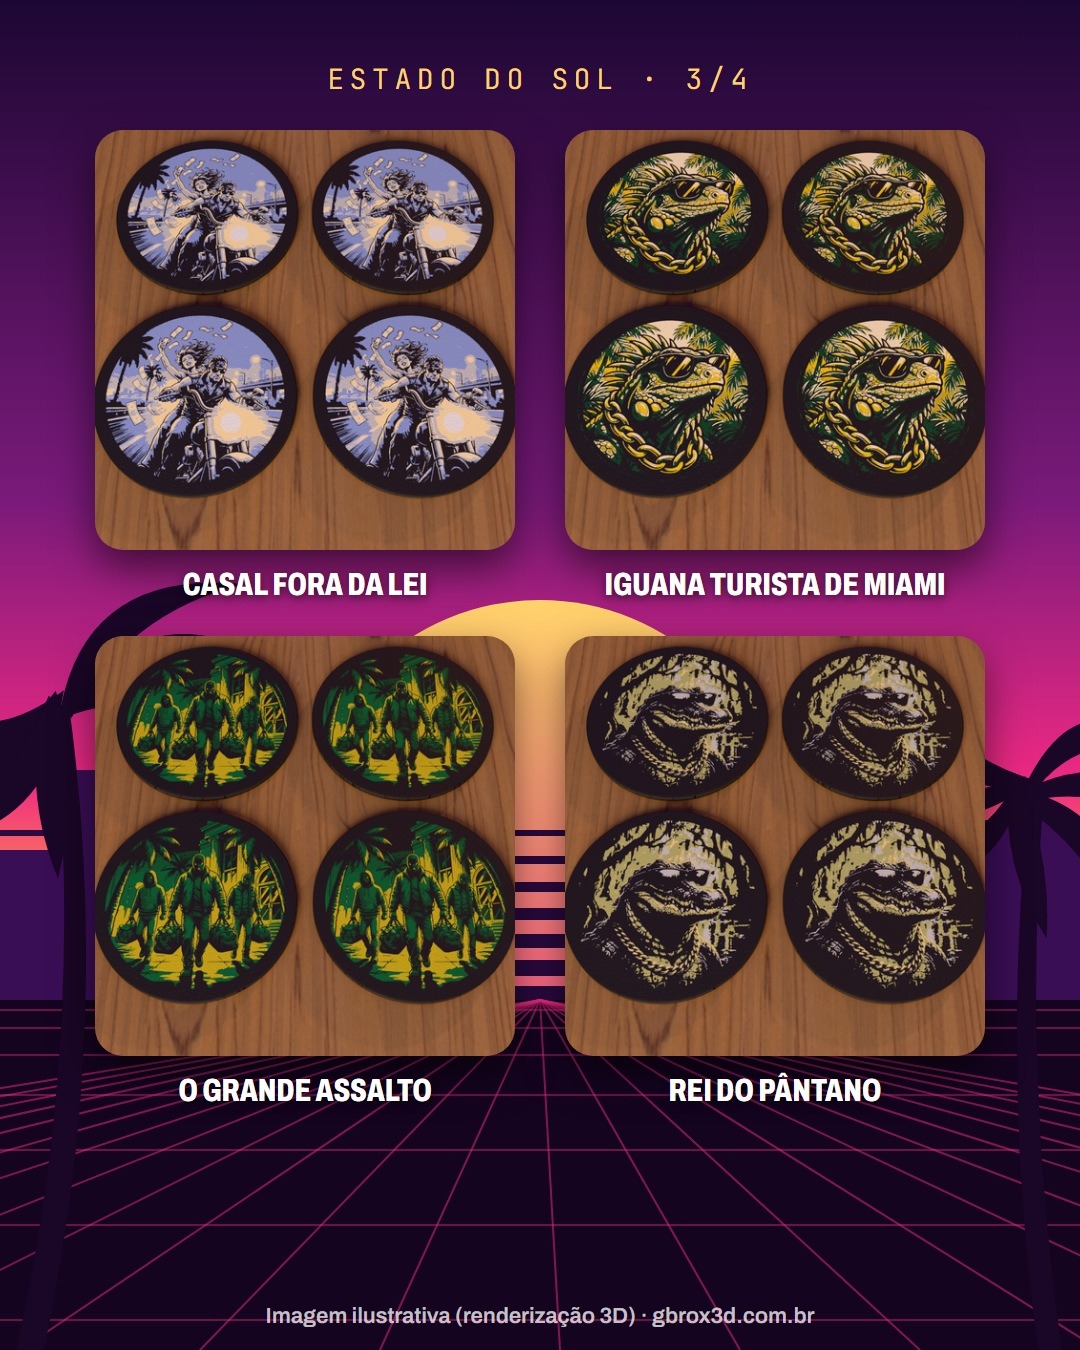 ESTADO DO SOL · 3/4
CASAL FORA DA LEI
IGUANA TURISTA DE MIAMI
O GRANDE ASSALTO
REI DO PÂNTANO
Imagem ilustrativa (renderização 3D) · gbrox3d.com.br